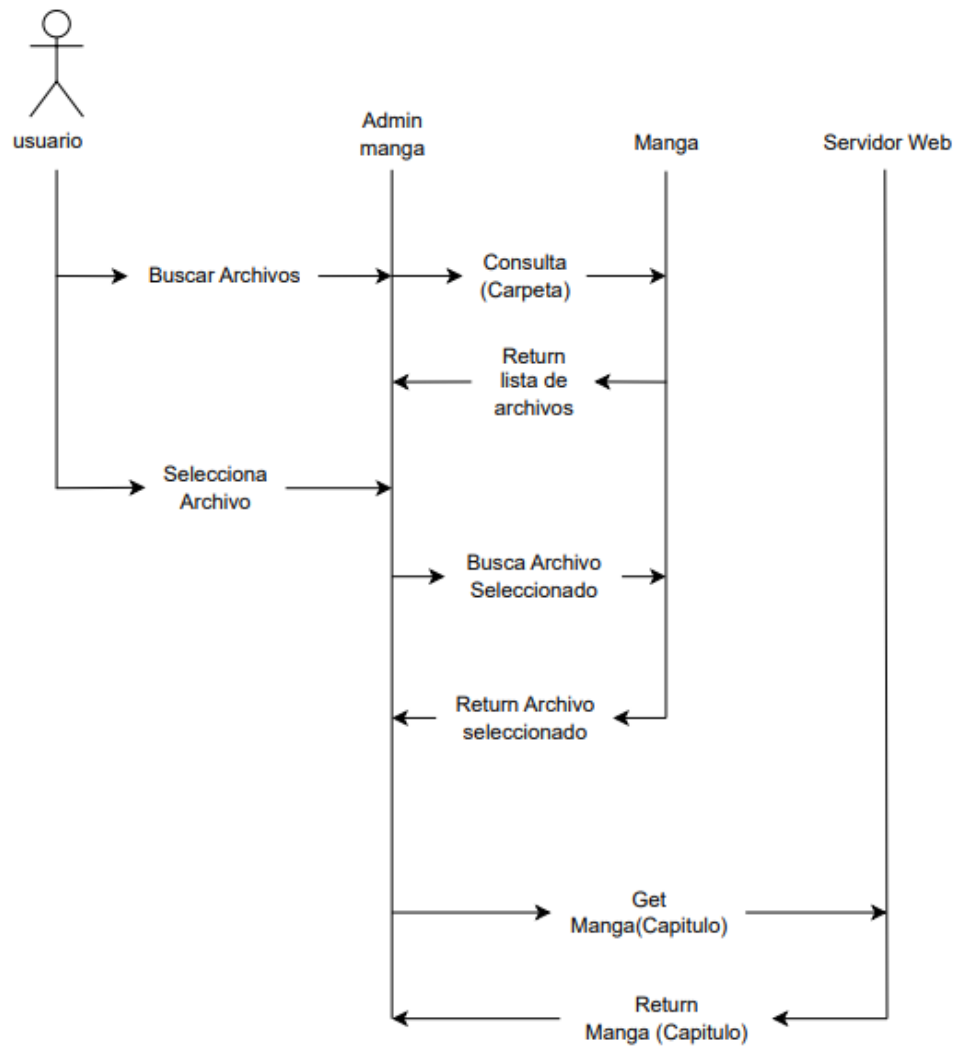 usuario
Admin
manga
Manga
Servidor Web
Buscar Archivos
Consulta
(Carpeta)
Return
lista de
archivos
Selecciona
Archivo
Busca Archivo
Seleccionado
Return Archivo
seleccionado
Get
Manga(Capitulo)
Return
Manga (Capitulo)